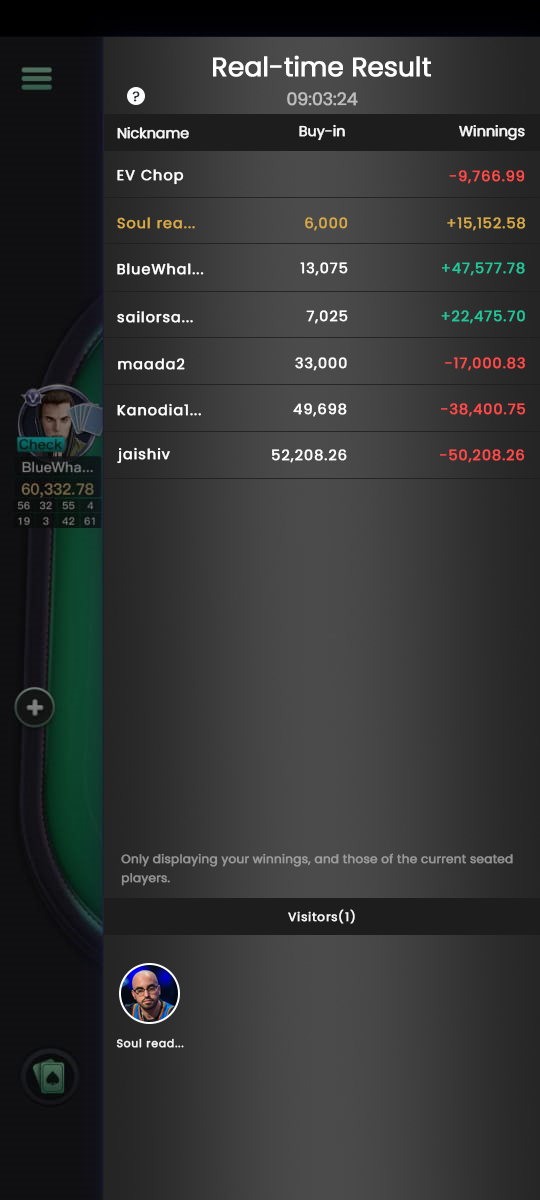 Real-time Result
?
09:03:24
Nickname Buy-in Winnings
EV Chop -9,766.99
Soul rea... 6,000 +15,152.58
BlueWhal... 13,075 +47,577.78
sailorsa... 7,025 +22,475.70
maada2 33,000 -17,000.83
Kanodia1... 49,698 -38,400.75
jaishiv 52,208.26 -50,208.26
V
Check
BlueWha...
60,332.78
56 32 55 4
19 3 42 61
Only displaying your winnings, and those of the current seated
players.
Visitors(1)
Soul read...